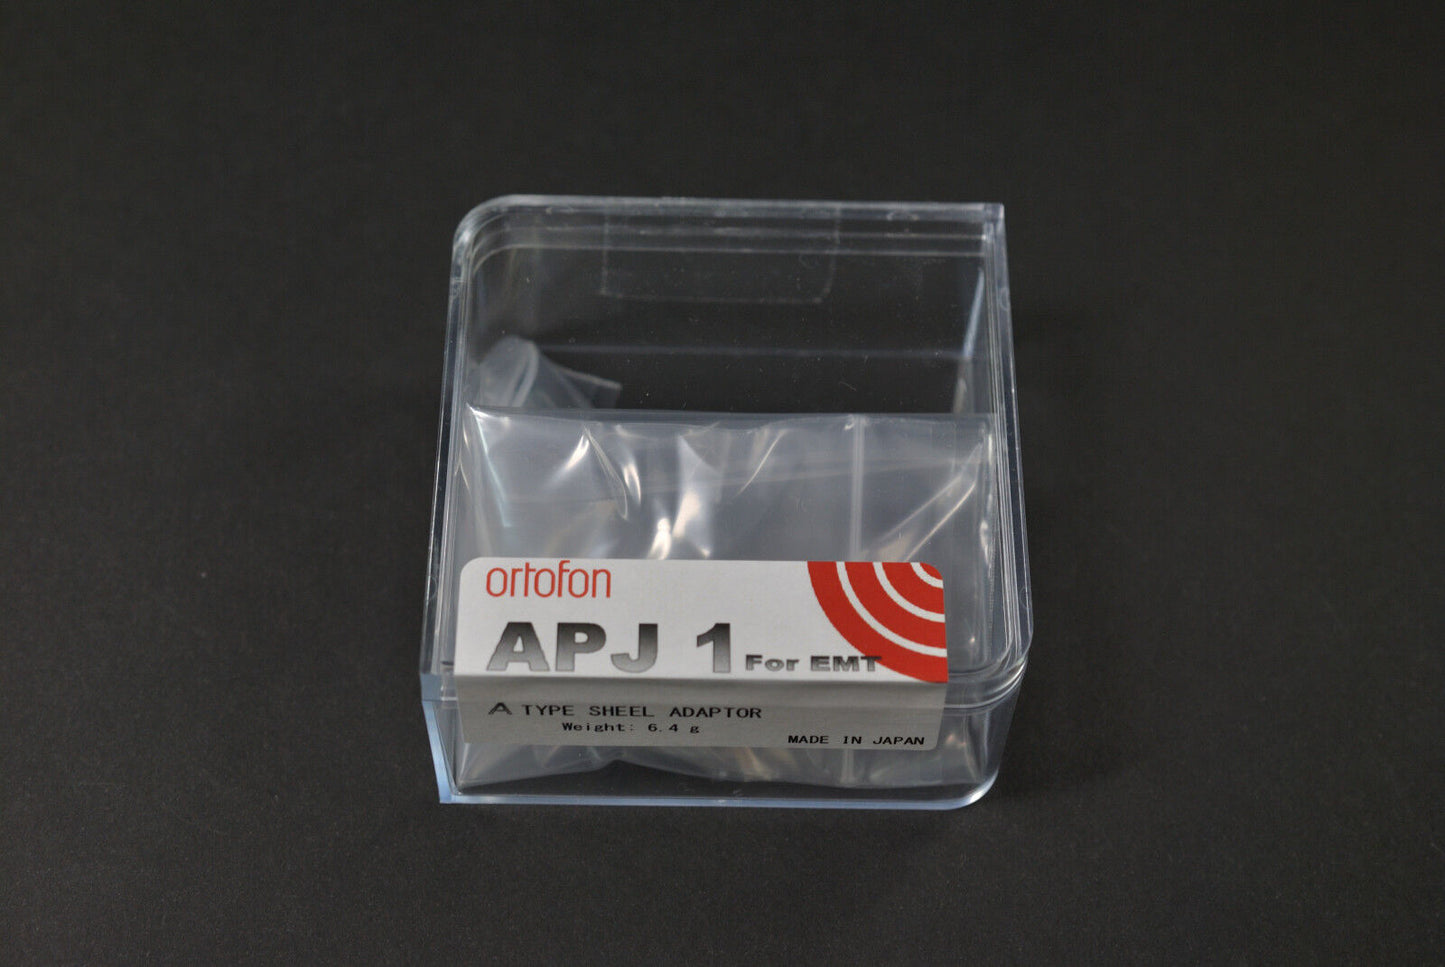 ortofon
APJ 1 For EMT
A TYPE SHEEL ADAPTOR
Weight: 6.4 g
MADE IN JAPAN